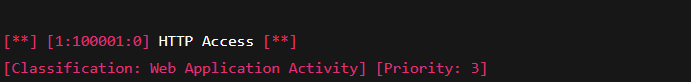 [**] [1:100001:0] HTTP Access [**]
[Classification: Web Application Activity] [Priority: 3]